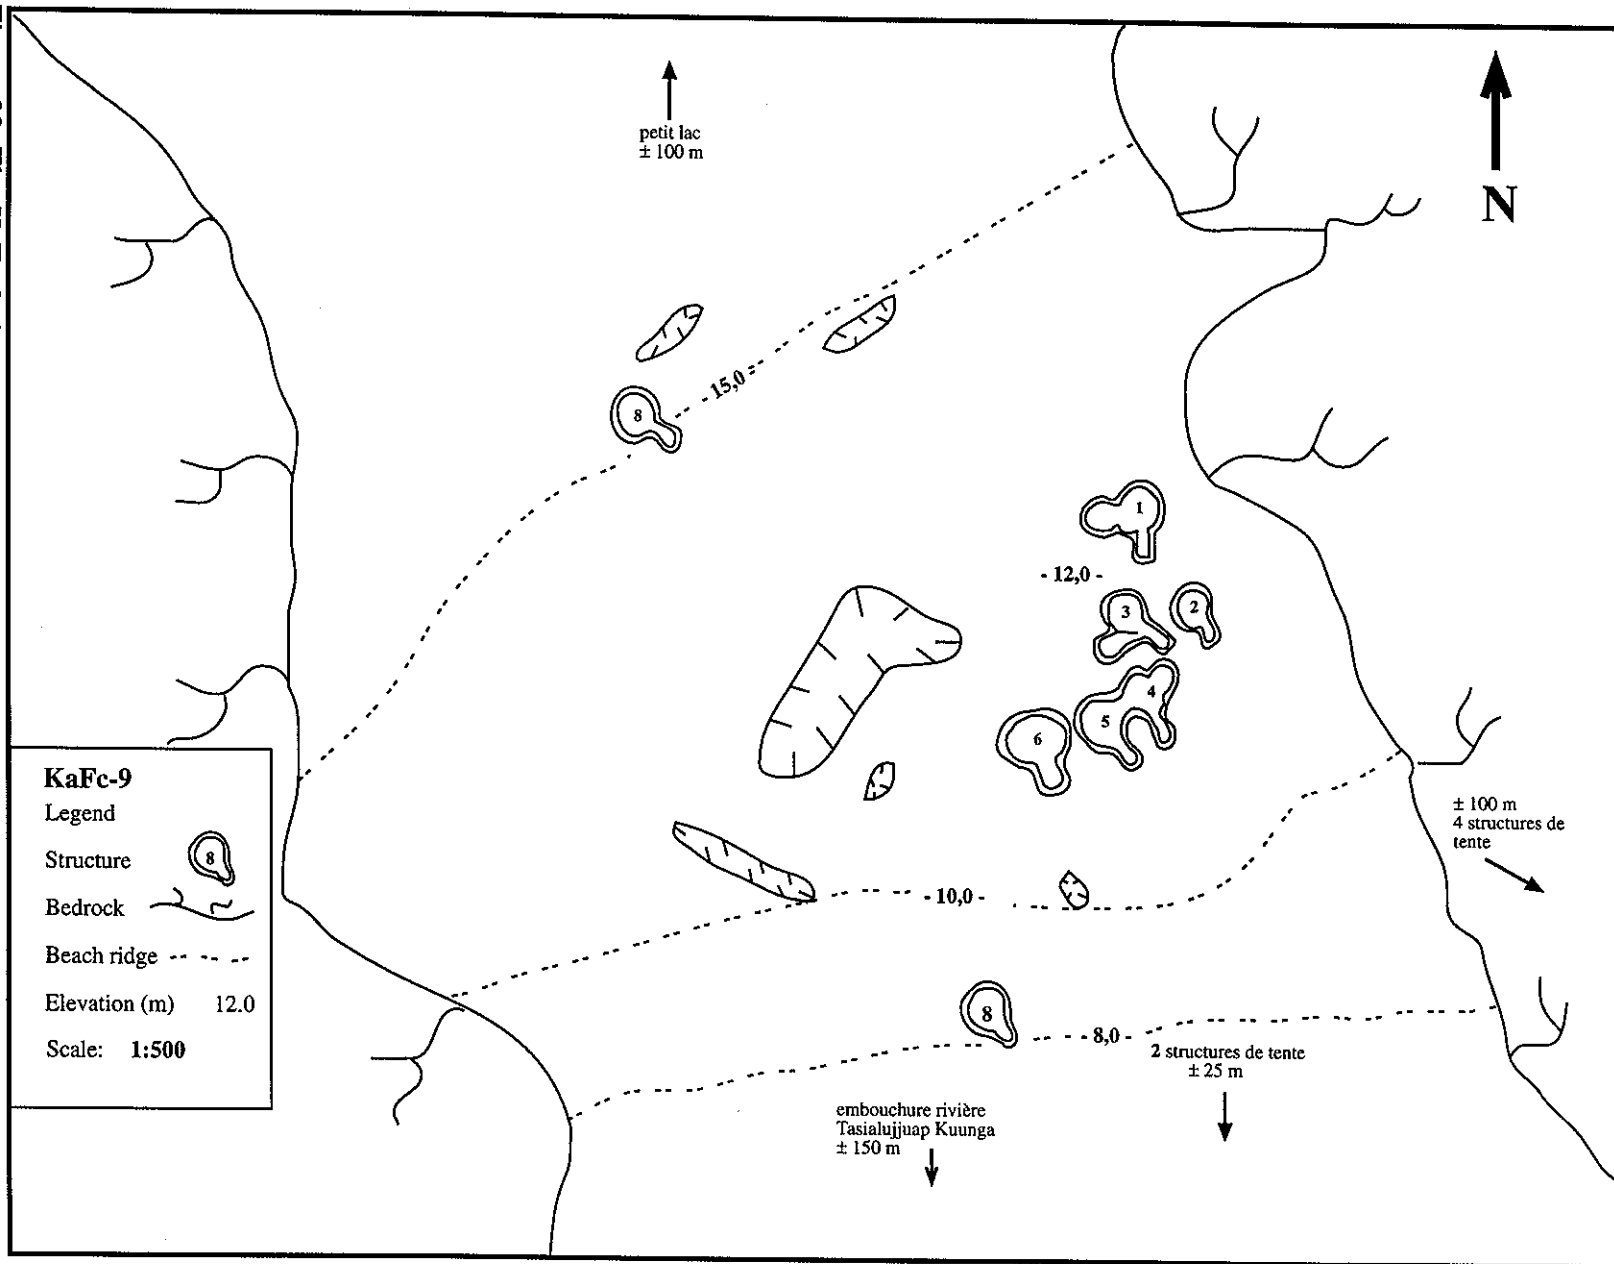 petit lac
± 100 m
N
- 15,0 -
8
1
- 12,0 -
3
2
4
5
6
KaFc-9
Legend
Structure 8
Bedrock
Beach ridge
Elevation (m) 12.0
Scale: 1:500
± 100 m
4 structures de
tente
- 10,0 -
8
- 8,0 -
2 structures de tente
± 25 m
embouchure rivière
Tasialujjuap Kuunga
± 150 m